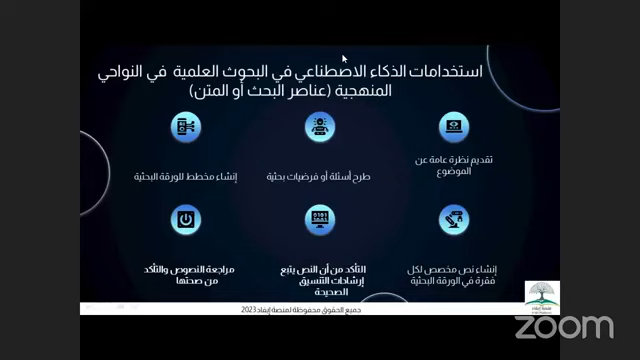 استخدامات الذكاء الاصطناعي في البحوث العلمية في النواحي
المنهجية (عناصر البحث أو المتن)
تقديم نظرة عامة عن
الموضوع
طرح أسئلة أو فرضيات بحثية
إنشاء مخطط للورقة البحثية
إنشاء نص مخصص لكل
فقرة في الورقة البحثية
التأكد من أن النص يتبع
إرشادات التنسيق
الصحيحة
مراجعة النصوص والتأكد
من صحتها
جميع الحقوق محفوظة لمنصة إيفاد 2023
zoom